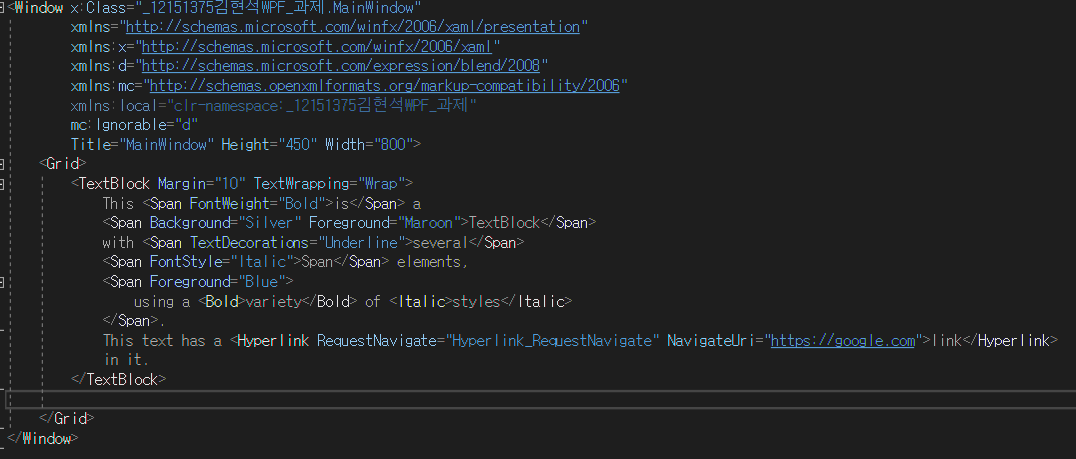 <Window x:Class="_12151375김현석WPF_과제.MainWindow"
xmlns="http://schemas.microsoft.com/winfx/2006/xaml/presentation"
xmlns:x="http://schemas.microsoft.com/winfx/2006/xaml"
xmlns:d="http://schemas.microsoft.com/expression/blend/2008"
xmlns:mc="http://schemas.openxmlformats.org/markup-compatibility/2006"
xmlns:local="clr-namespace:_12151375김현석WPF_과제"
mc:Ignorable="d"
Title="MainWindow" Height="450" Width="800">
<Grid>
<TextBlock Margin="10" TextWrapping="Wrap">
This <Span FontWeight="Bold">is</Span> a
<Span Background="Silver" Foreground="Maroon">TextBlock</Span>
with <Span TextDecorations="Underline">several</Span>
<Span FontStyle="Italic">Span</Span> elements,
<Span Foreground="Blue">
using a <Bold>variety</Bold> of <Italic>styles</Italic>
</Span>.
This text has a <Hyperlink RequestNavigate="Hyperlink_RequestNavigate" NavigateUri="https://google.com">link</Hyperlink>
in it.
</TextBlock>
</Grid>
</Window>